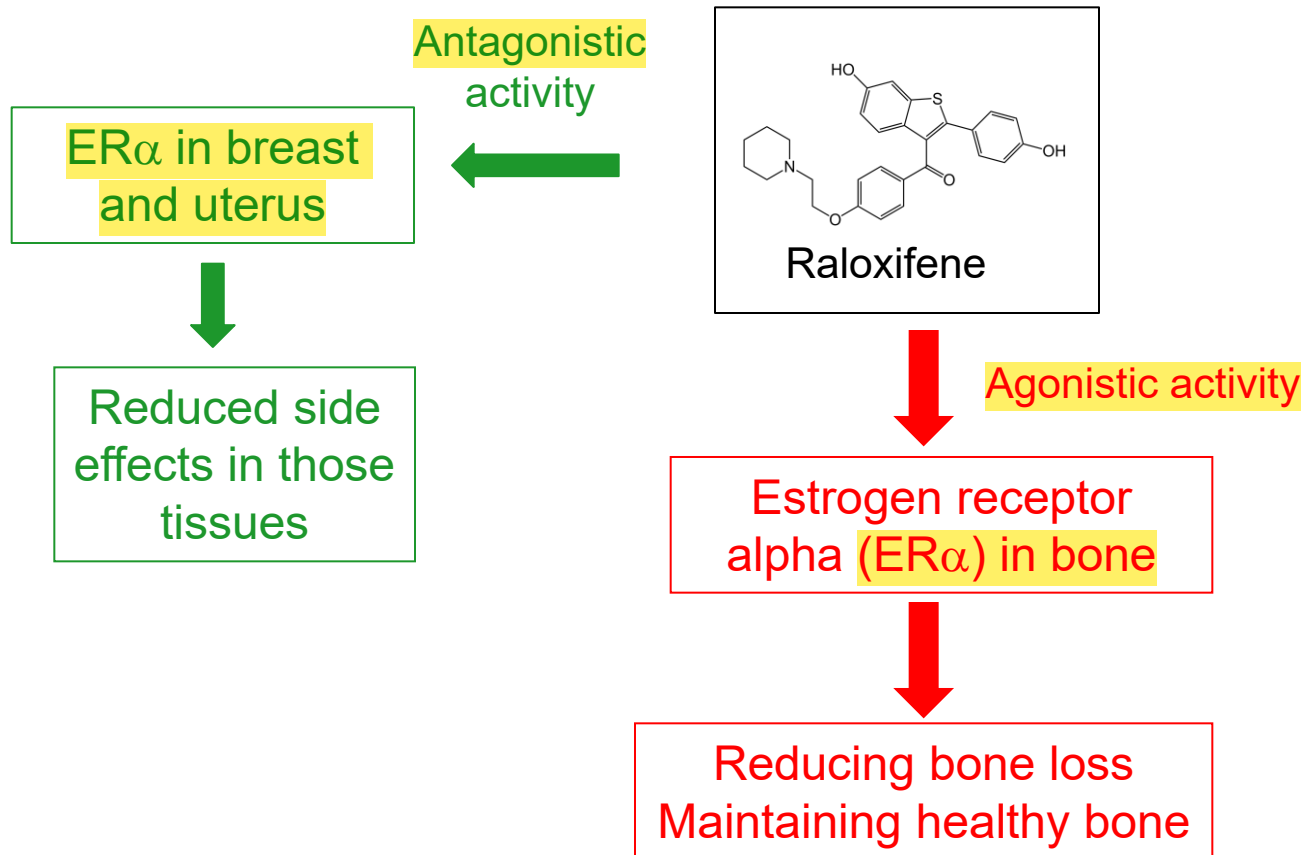 Antagonistic
activity
ERα in breast
and uterus
Reduced side
effects in those
tissues
HO
S
OH
N
O
O
Raloxifene
Agonistic activity
Estrogen receptor
alpha (ERα) in bone
Reducing bone loss
Maintaining healthy bone